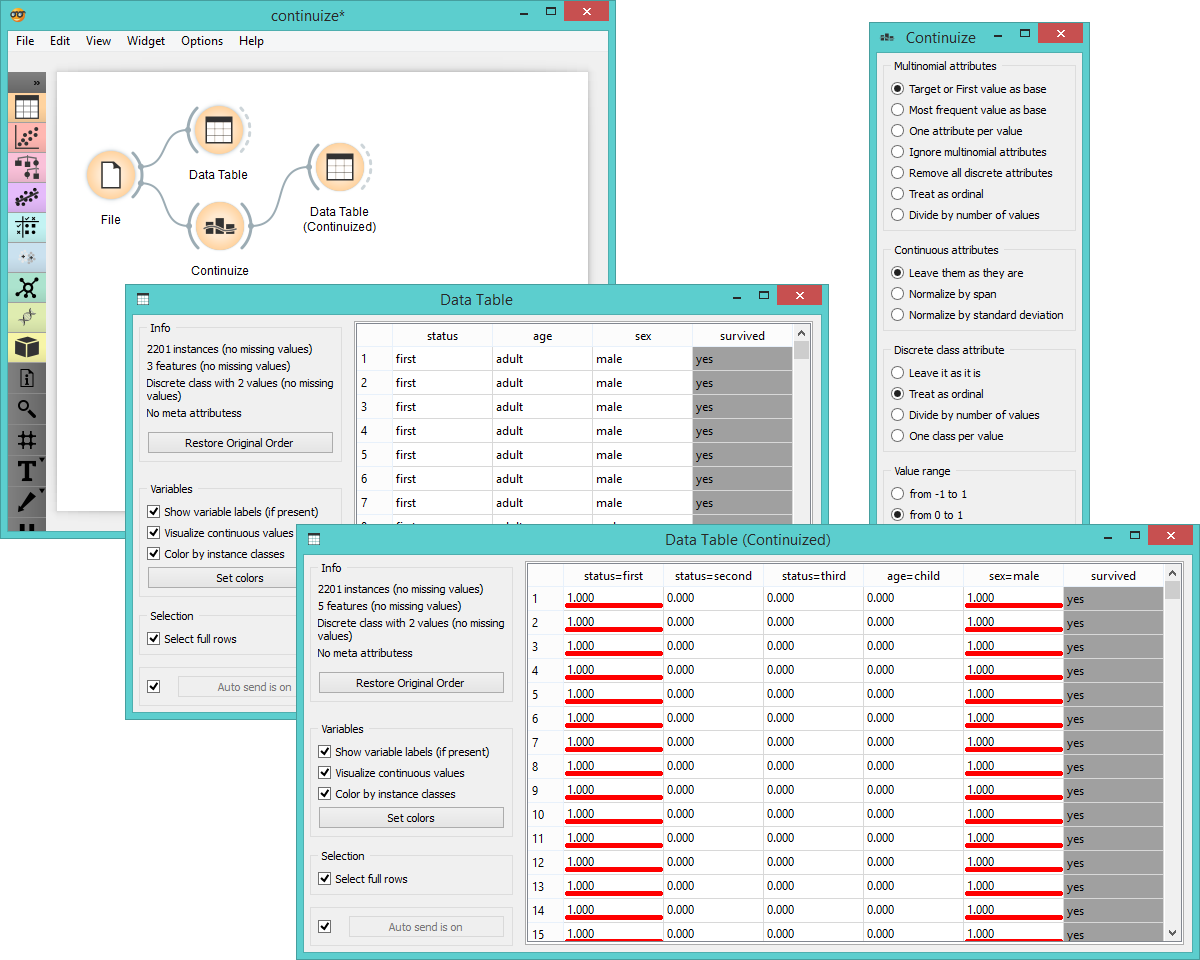 continuize*
File Edit View Widget Options Help
»
File
Data Table
Continuize
Data Table
(Continuized)
Continuize
Multinomial attributes
Target or First value as base
Most frequent value as base
One attribute per value
Ignore multinomial attributes
Remove all discrete attributes
Treat as ordinal
Divide by number of values
Continuous attributes
Leave them as they are
Normalize by span
Normalize by standard deviation
Discrete class attribute
Leave it as it is
Treat as ordinal
Divide by number of values
One class per value
Value range
from -1 to 1
from 0 to 1
Data Table
Info
2201 instances (no missing values)
3 features (no missing values)
Discrete class with 2 values (no missing
values)
No meta attributess
Restore Original Order
Variables
Show variable labels (if present)
Visualize continuous values
Color by instance classes
Set colors
Selection
Select full rows
Auto send is on
status age sex survived
1 first adult male yes
2 first adult male yes
3 first adult male yes
4 first adult male yes
5 first adult male yes
6 first adult male yes
7 first adult male yes
Data Table (Continuized)
Info
2201 instances (no missing values)
5 features (no missing values)
Discrete class with 2 values (no missing
values)
No meta attributess
Restore Original Order
Variables
Show variable labels (if present)
Visualize continuous values
Color by instance classes
Set colors
Selection
Select full rows
Auto send is on
status=first status=second status=third age=child sex=male survived
1 1.000 0.000 0.000 0.000 1.000 yes
2 1.000 0.000 0.000 0.000 1.000 yes
3 1.000 0.000 0.000 0.000 1.000 yes
4 1.000 0.000 0.000 0.000 1.000 yes
5 1.000 0.000 0.000 0.000 1.000 yes
6 1.000 0.000 0.000 0.000 1.000 yes
7 1.000 0.000 0.000 0.000 1.000 yes
8 1.000 0.000 0.000 0.000 1.000 yes
9 1.000 0.000 0.000 0.000 1.000 yes
10 1.000 0.000 0.000 0.000 1.000 yes
11 1.000 0.000 0.000 0.000 1.000 yes
12 1.000 0.000 0.000 0.000 1.000 yes
13 1.000 0.000 0.000 0.000 1.000 yes
14 1.000 0.000 0.000 0.000 1.000 yes
15 1.000 0.000 0.000 0.000 1.000 yes